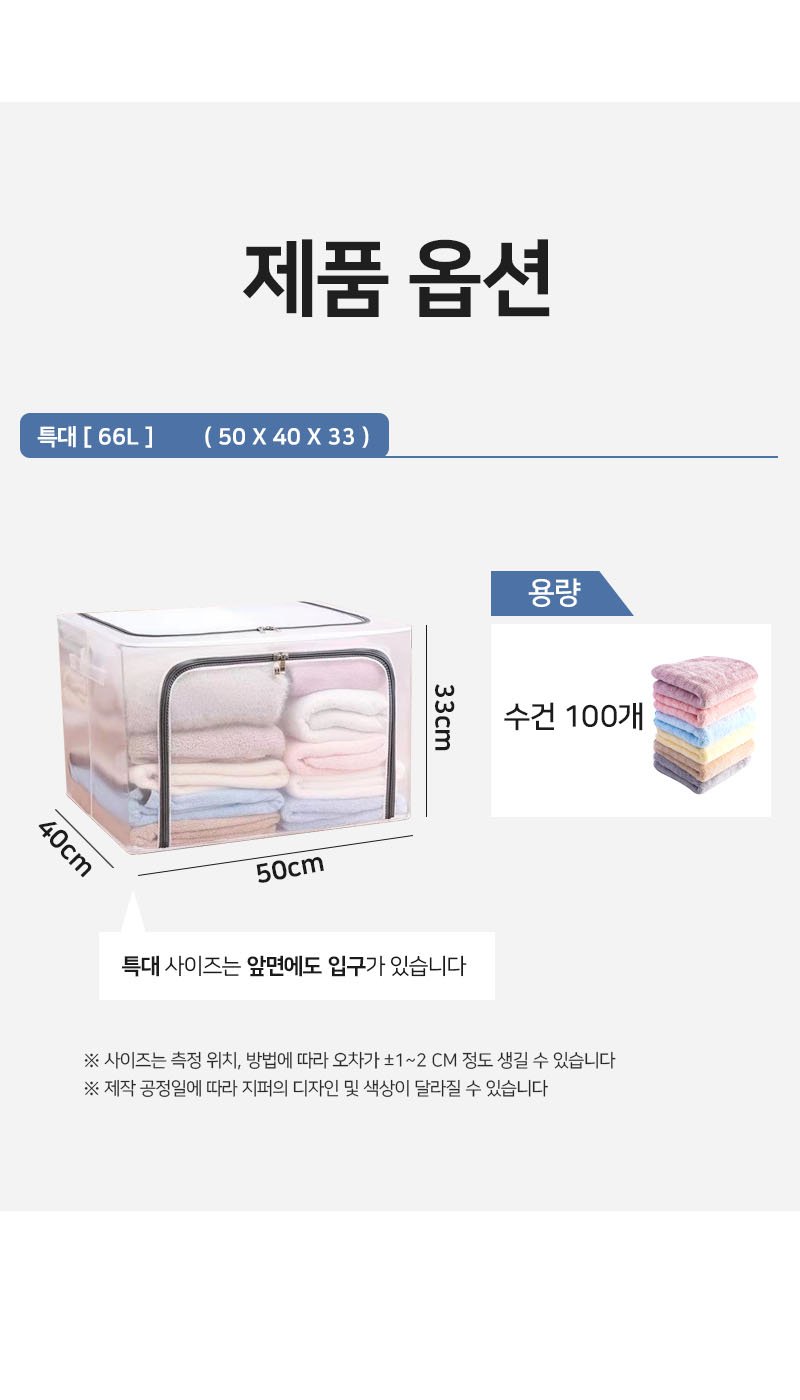 제품 옵션
특대 [ 66L ] ( 50 X 40 X 33 )
용량
수건 100개
33cm
40cm
50cm
특대 사이즈는 앞면에도 입구가 있습니다
※ 사이즈는 측정 위치, 방법에 따라 오차가 ±1~2 CM 정도 생길 수 있습니다
※ 제작 공정일에 따라 지퍼의 디자인 및 색상이 달라질 수 있습니다